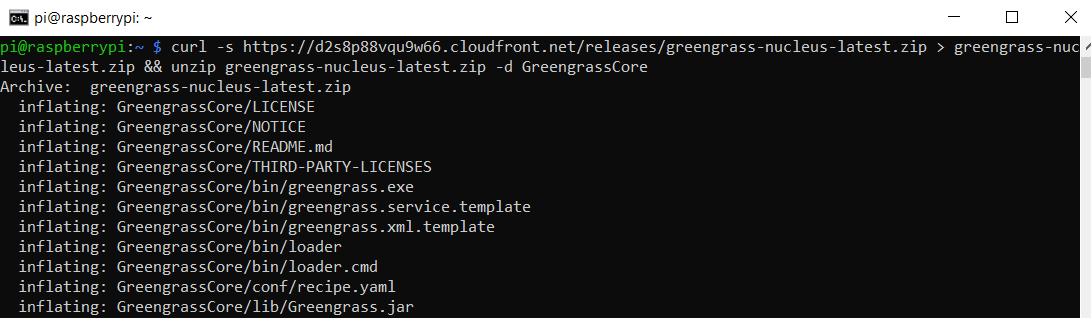 pi@raspberrypi: ~
pi@raspberrypi:~ $ curl -s https://d2s8p88vqu9w66.cloudfront.net/releases/greengrass-nucleus-latest.zip > greengrass-nuc
leus-latest.zip && unzip greengrass-nucleus-latest.zip -d GreengrassCore
Archive:  greengrass-nucleus-latest.zip
  inflating: GreengrassCore/LICENSE
  inflating: GreengrassCore/NOTICE
  inflating: GreengrassCore/README.md
  inflating: GreengrassCore/THIRD-PARTY-LICENSES
  inflating: GreengrassCore/bin/greengrass.exe
  inflating: GreengrassCore/bin/greengrass.service.template
  inflating: GreengrassCore/bin/greengrass.xml.template
  inflating: GreengrassCore/bin/loader
  inflating: GreengrassCore/bin/loader.cmd
  inflating: GreengrassCore/conf/recipe.yaml
  inflating: GreengrassCore/lib/Greengrass.jar